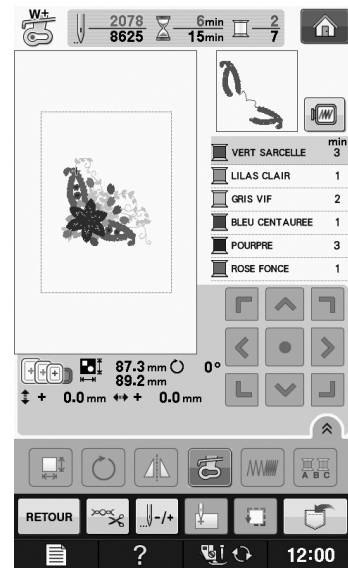 W+
2078 6min 2
8625 15min 7
min
VERT SARCELLE 3
LILAS CLAIR 1
GRIS VIF 2
BLEU CENTAUREE 1
POURPRE 3
ROSE FONCE 1
87.3 mm 0°
89.2 mm
+ 0.0 mm + 0.0 mm
A B C
RETOUR -/+
? 12:00